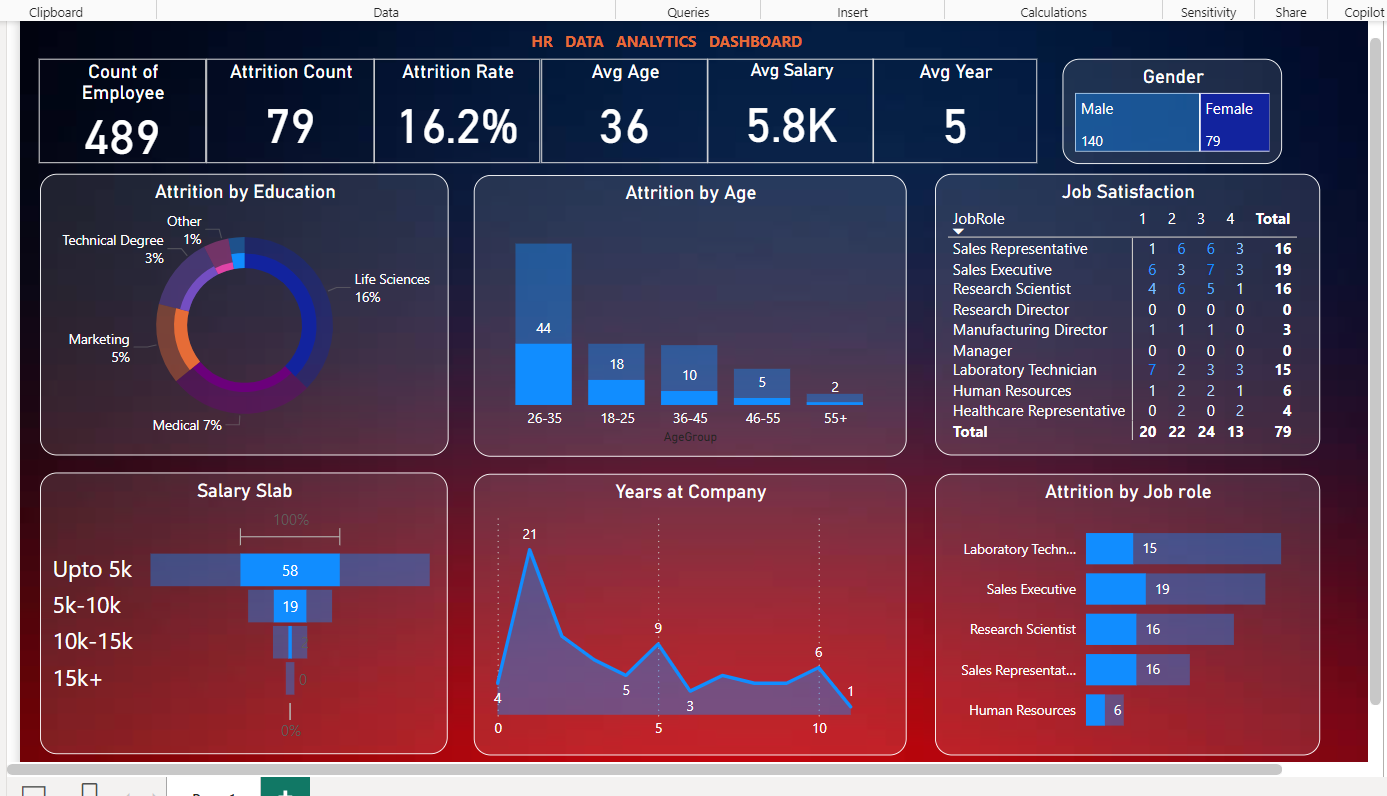 Clipboard
Data
Queries
Insert
Calculations
Sensitivity
Share
Copilot
HR DATA ANALYTICS DASHBOARD
Count of
Employee
489
Attrition Count
79
Attrition Rate
16.2%
Avg Age
36
Avg Salary
5.8K
Avg Year
5
Gender
Male
140
Female
79
Attrition by Education
Other
1%
Technical Degree
3%
Life Sciences
16%
Marketing
5%
Medical 7%
Attrition by Age
44
18
10
5
2
26-35 18-25 36-45 46-55 55+
AgeGroup
Job Satisfaction
JobRole 1 2 3 4 Total
Sales Representative 1 6 6 3 16
Sales Executive 6 3 7 3 19
Research Scientist 4 6 5 1 16
Research Director 0 0 0 0 0
Manufacturing Director 1 1 1 0 3
Manager 0 0 0 0 0
Laboratory Technician 7 2 3 3 15
Human Resources 1 2 2 1 6
Healthcare Representative 0 2 0 2 4
Total 20 22 24 13 79
Salary Slab
100%
Upto 5k 58
5k-10k 19
10k-15k
15k+ 0
0%
Years at Company
21
9
6
5
4
3
1
0 5 10
Attrition by Job role
Laboratory Techn... 15
Sales Executive 19
Research Scientist 16
Sales Representat... 16
Human Resources 6